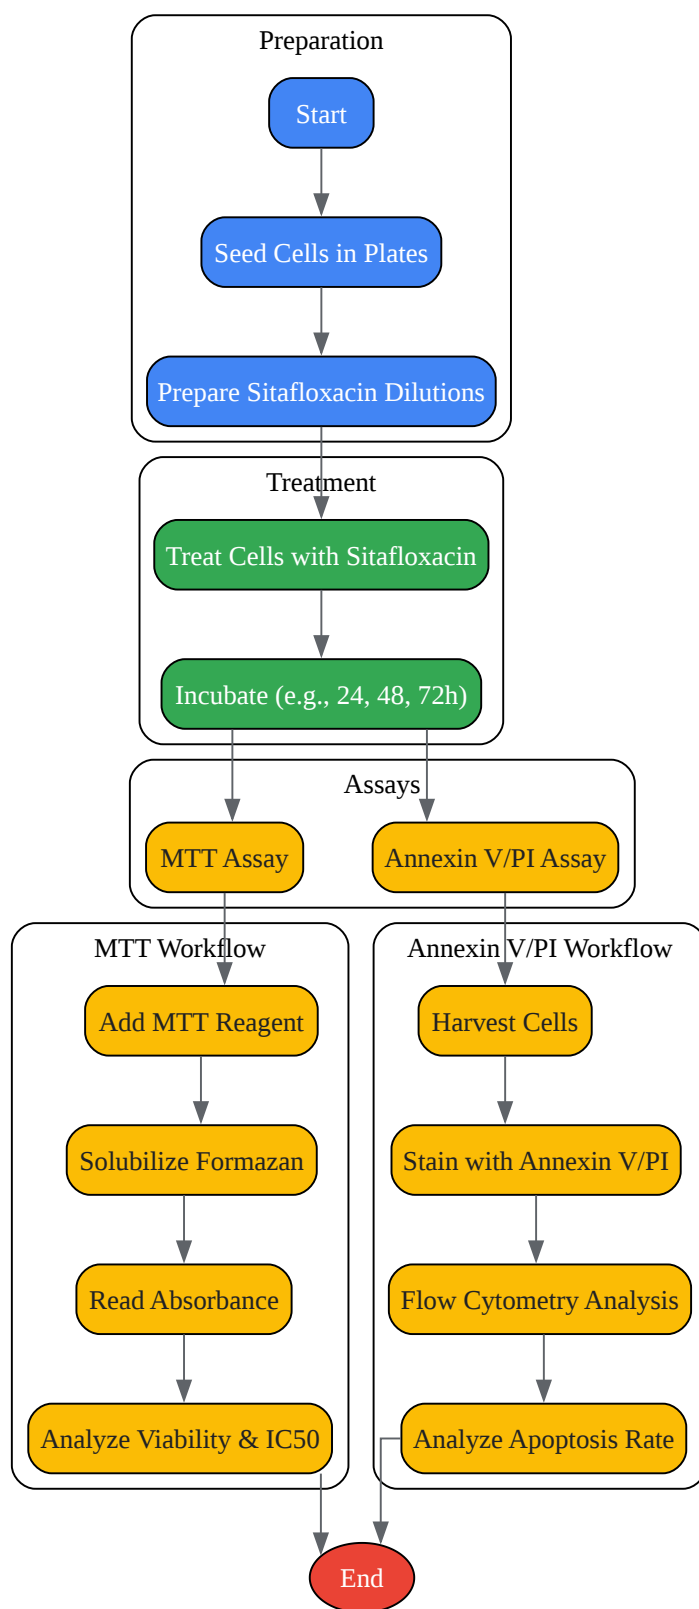 Preparation
Start
Seed Cells in Plates
Prepare Sitafloxacin Dilutions
Treatment
Treat Cells with Sitafloxacin
Incubate (e.g., 24, 48, 72h)
Assays
MTT Assay
Annexin V/PI Assay
MTT Workflow
Add MTT Reagent
Solubilize Formazan
Read Absorbance
Analyze Viability & IC50
Annexin V/PI Workflow
Harvest Cells
Stain with Annexin V/PI
Flow Cytometry Analysis
Analyze Apoptosis Rate
End